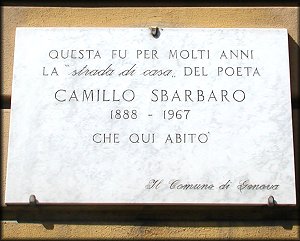 QUESTA FU PER MOLTI ANNI
LA "strada di casa" DEL POETA
CAMILLO SBARBARO
1888 - 1967
CHE QUI ABITO'
Il Comune di Genova